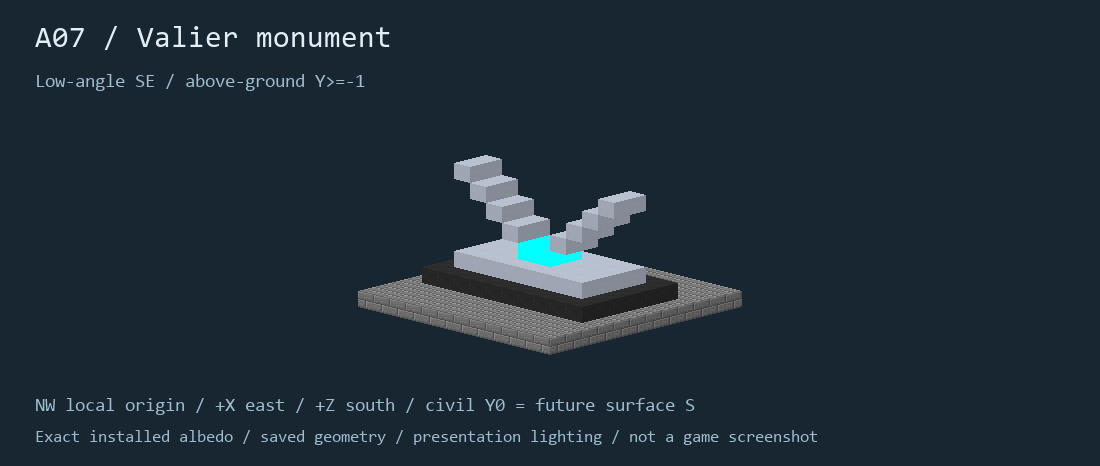 A07 / Valier monument
Low-angle SE / above-ground Y>=-1
NW local origin / +X east / +Z south / civil Y0 = future surface S
Exact installed albedo / saved geometry / presentation lighting / not a game screenshot